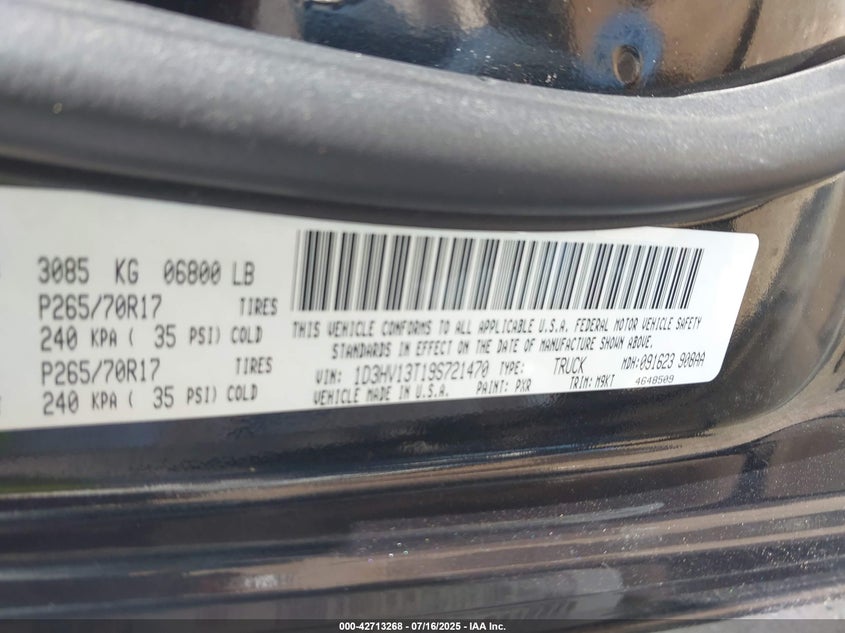 3085 KG 06800 LB
P265/70R17 TIRES
240 KPA ( 35 PSI) COLD
P265/70R17 TIRES
240 KPA ( 35 PSI) COLD
THIS VEHICLE CONFORMS TO ALL APPLICABLE U.S.A. FEDERAL MOTOR VEHICLE SAFETY
STANDARDS IN EFFECT ON THE DATE OF MANUFACTURE SHOWN ABOVE.
VIN: 1D3HV13T19S721470 TYPE: TRUCK MDH:091623 908AA
VEHICLE MADE IN U.S.A. PAINT: PXR TRIM: M9KT 4648509
000-42713268 - 07/16/2025 - IAA Inc.